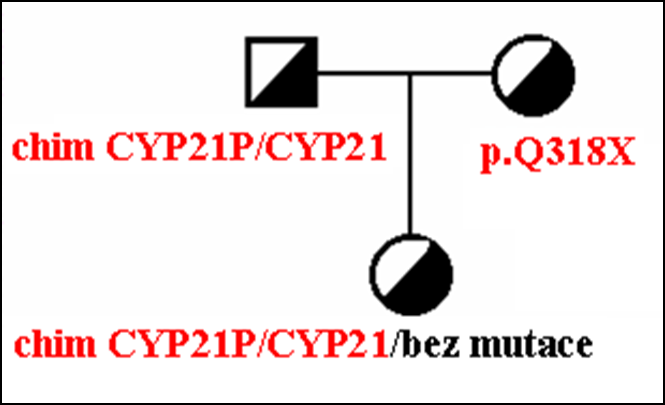 chim CYP21P/CYP21
p.Q318X
chim CYP21P/CYP21/bez mutace